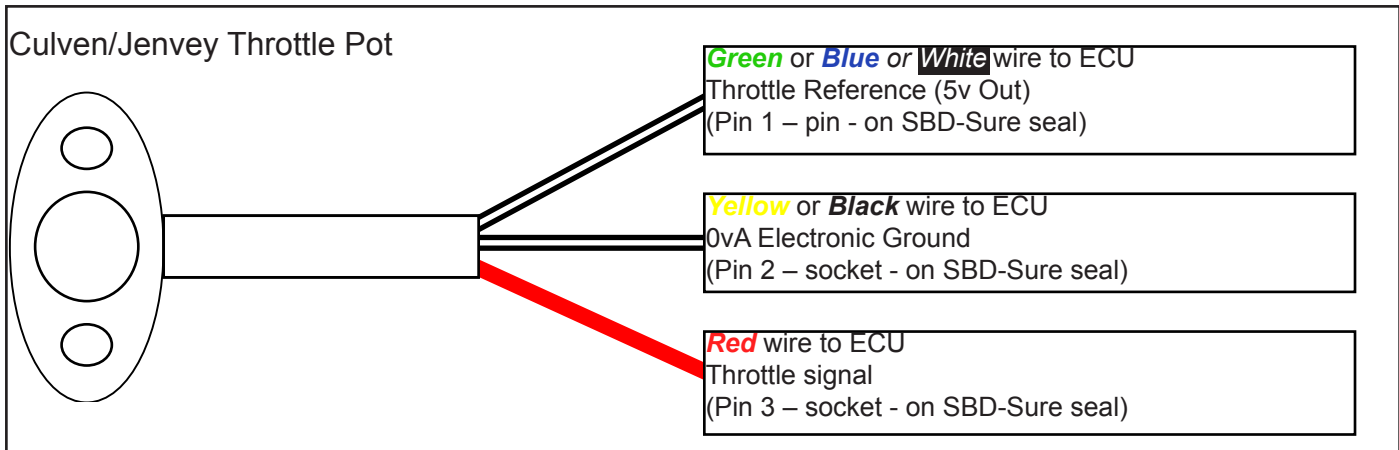 Culven/Jenvey Throttle Pot
Green or Blue or White wire to ECU
Throttle Reference (5v Out)
(Pin 1 – pin - on SBD-Sure seal)
Yellow or Black wire to ECU
0vA Electronic Ground
(Pin 2 – socket - on SBD-Sure seal)
Red wire to ECU
Throttle signal
(Pin 3 – socket - on SBD-Sure seal)